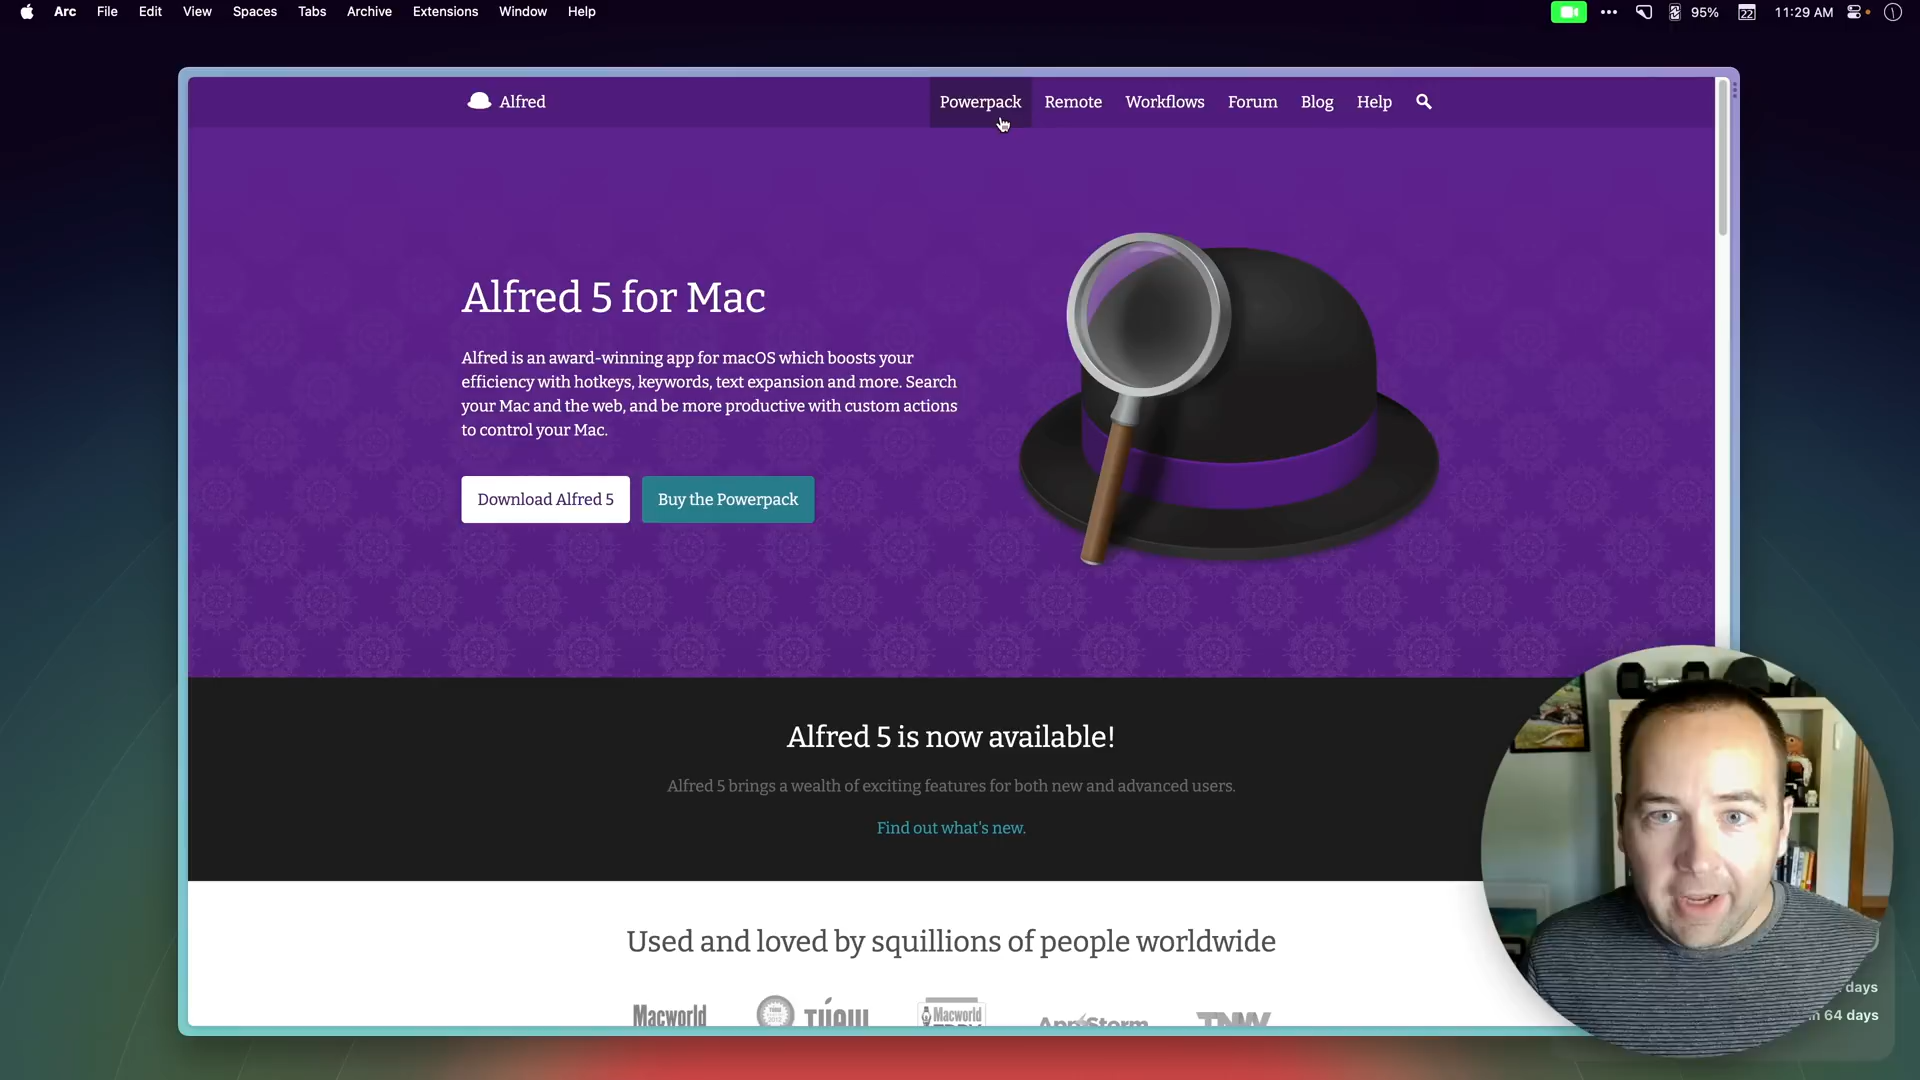 Arc File Edit View Spaces Tabs Archive Extensions Window Help
95% 22 11:29 AM
Alfred
Powerpack Remote Workflows Forum Blog Help
Alfred 5 for Mac
Alfred is an award-winning app for macOS which boosts your
efficiency with hotkeys, keywords, text expansion and more. Search
your Mac and the web, and be more productive with custom actions
to control your Mac.
Download Alfred 5 Buy the Powerpack
Alfred 5 is now available!
Alfred 5 brings a wealth of exciting features for both new and advanced users.
Find out what's new.
Used and loved by squillions of people worldwide
Macworld TUAW Macworld AppStorm TNW
days
64 days